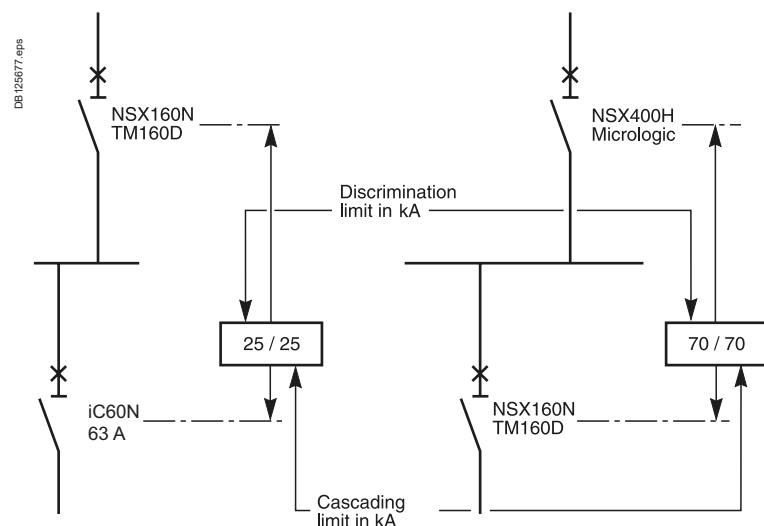 DB125677.eps
NSX160N
TM160D
NSX400H
Micrologic
Discrimination
limit in kA
25 / 25
70 / 70
iC60N
63 A
NSX160N
TM160D
Cascading
limit in kA